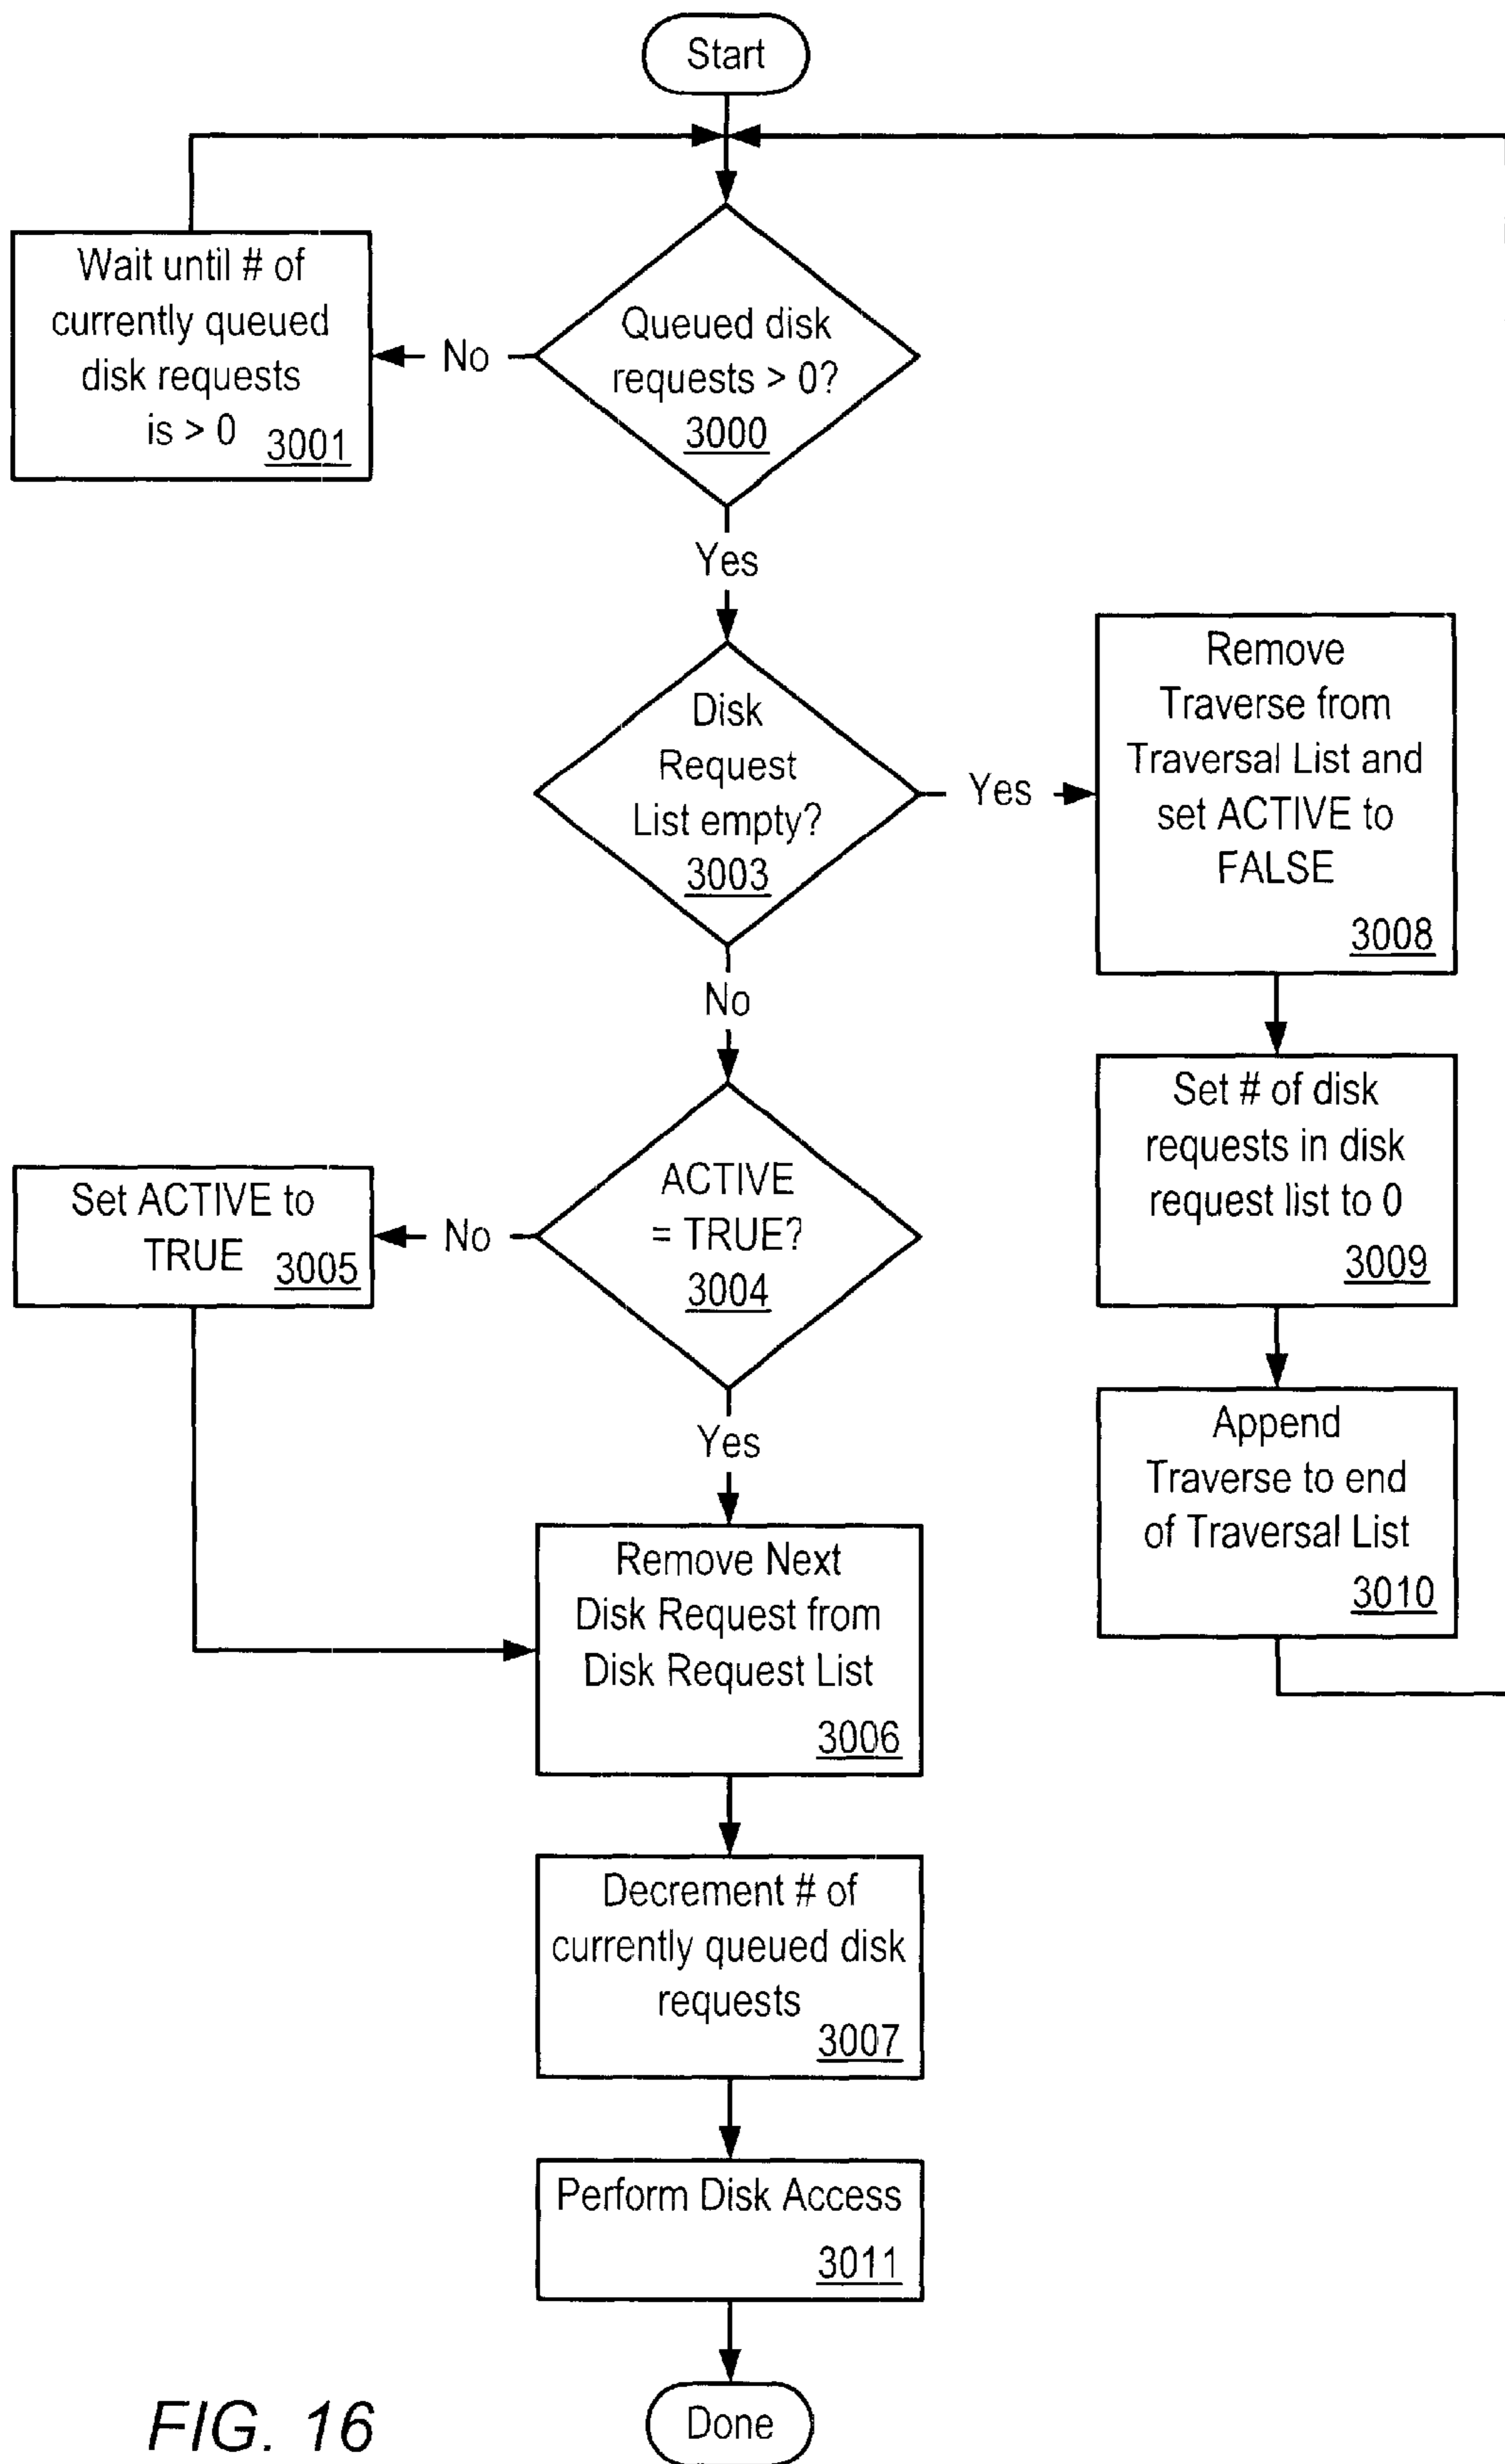 Start
Wait until # of
currently queued
disk requests
is > 0 3001
No
Queued disk
requests > 0?
3000
Yes
Disk
Request
List empty?
3003
Yes
Remove
Traverse from
Traversal List and
set ACTIVE to
FALSE
3008
No
Set # of disk
requests in disk
request list to 0
3009
Set ACTIVE to
TRUE 3005
No
ACTIVE
= TRUE?
3004
Yes
Append
Traverse to end
of Traversal List
3010
Remove Next
Disk Request from
Disk Request List
3006
Decrement # of
currently queued disk
requests
3007
Perform Disk Access
3011
Done
FIG. 16